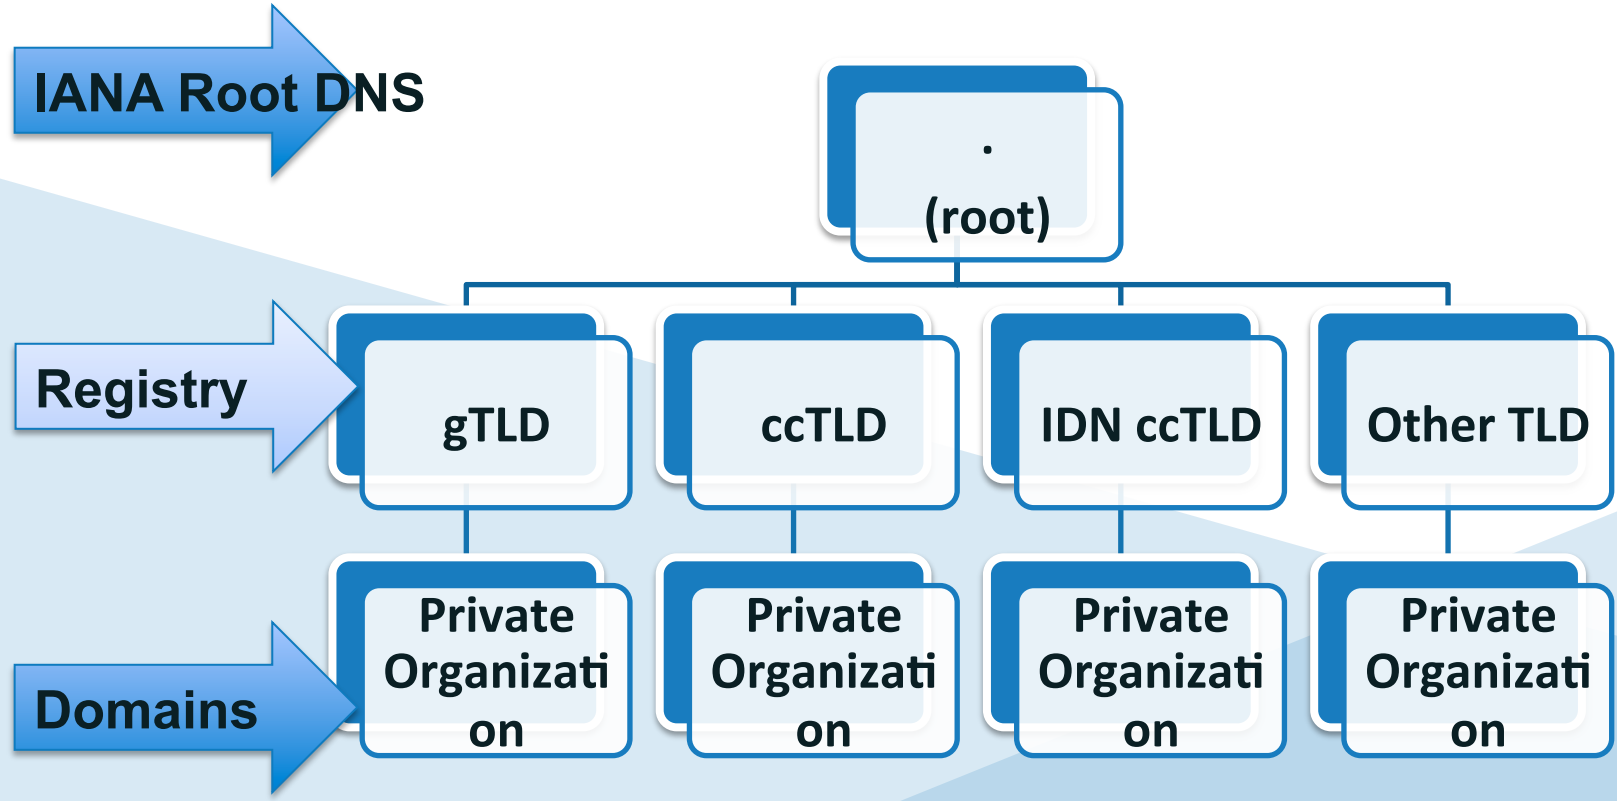 IANA Root DNS
.
(root)
Registry
gTLD
ccTLD
IDN ccTLD
Other TLD
Domains
Private
Organizati
on
Private
Organizati
on
Private
Organizati
on
Private
Organizati
on